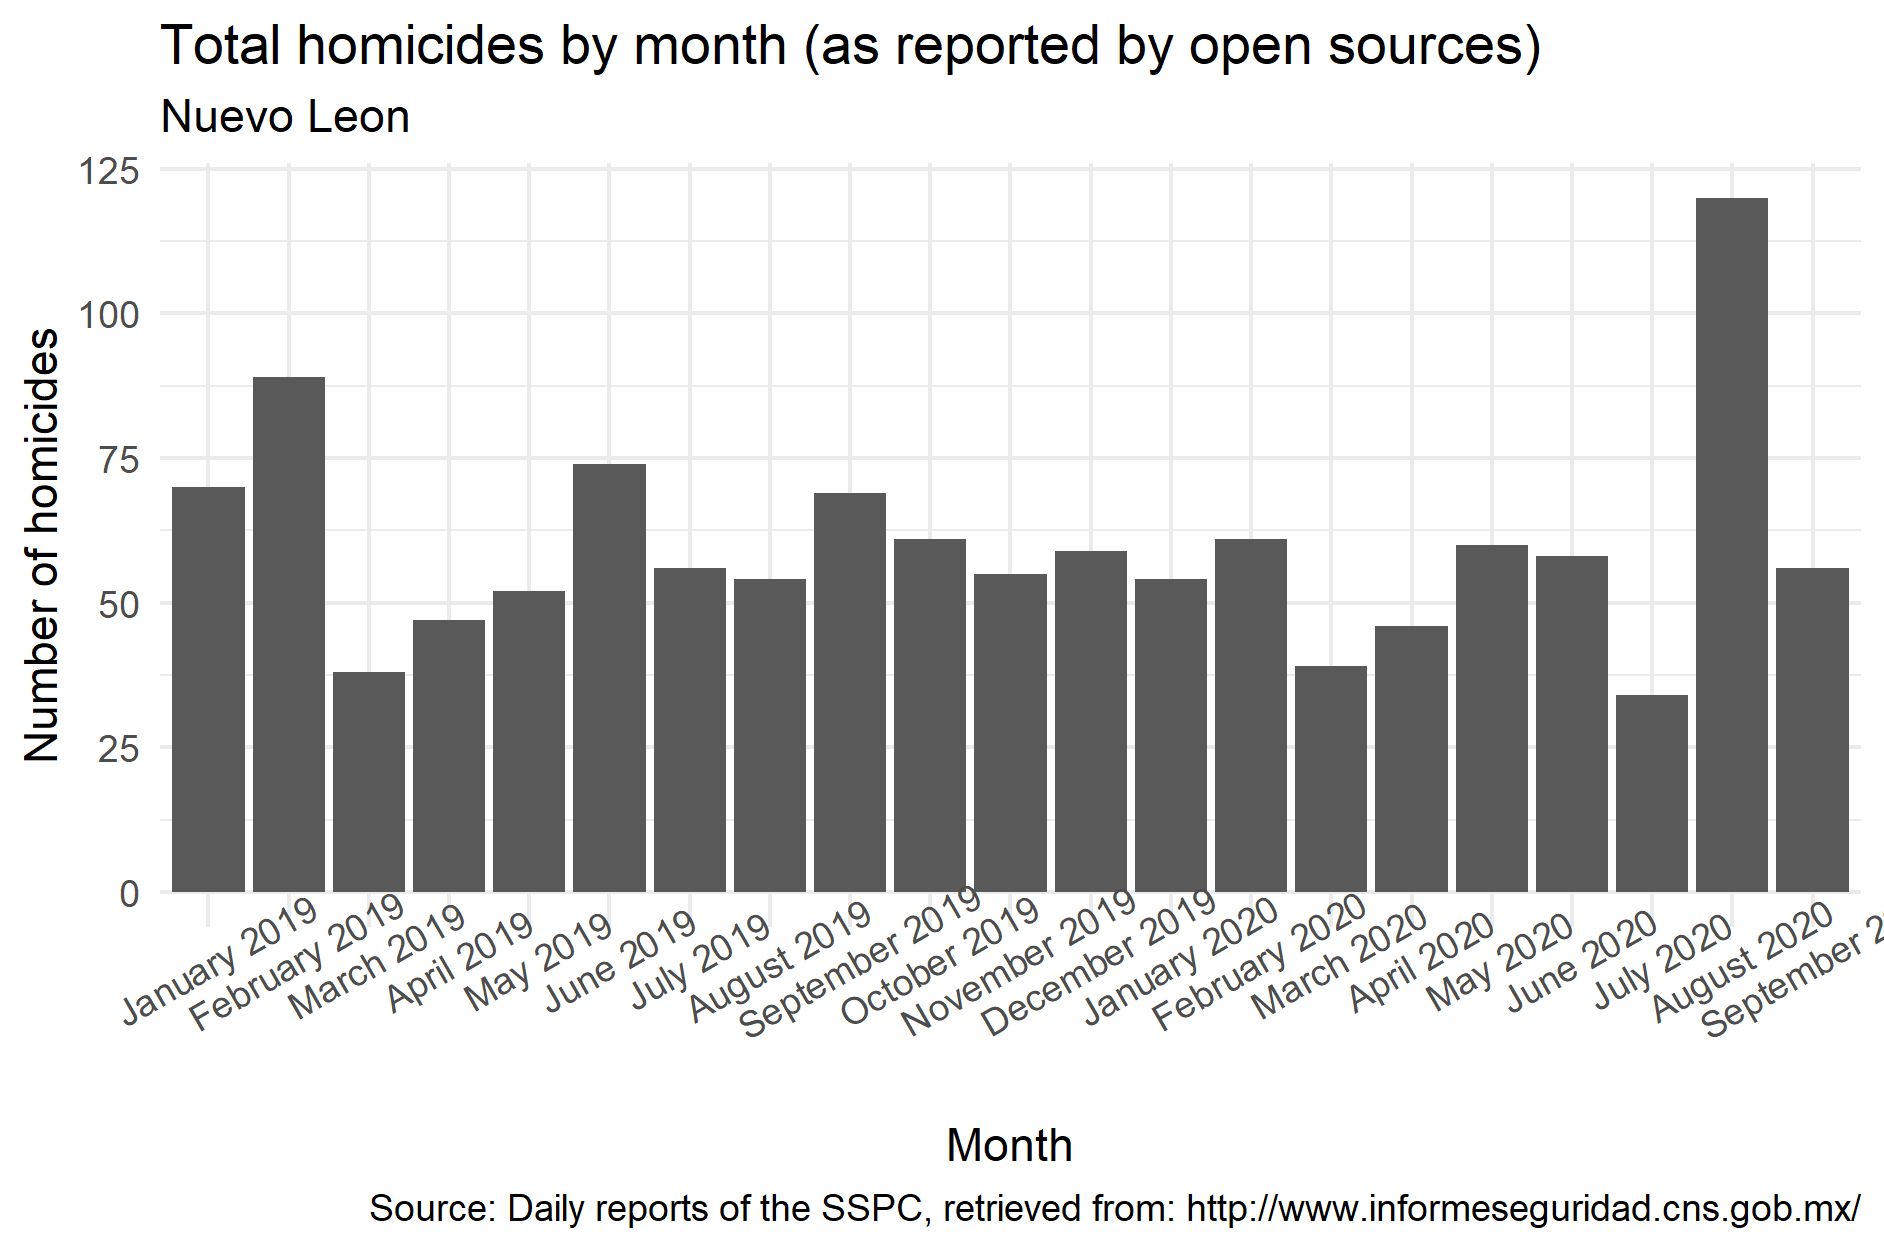 Total homicides by month (as reported by open sources)
Nuevo Leon
125
100
75
50
25
0
Number of homicides
January 2019
February 2019
March 2019
April 2019
May 2019
June 2019
July 2019
August 2019
September 2019
October 2019
November 2019
December 2019
January 2020
February 2020
March 2020
April 2020
May 2020
June 2020
July 2020
August 2020
September 2
Month
Source: Daily reports of the SSPC, retrieved from: http://www.informeseguridad.cns.gob.mx/